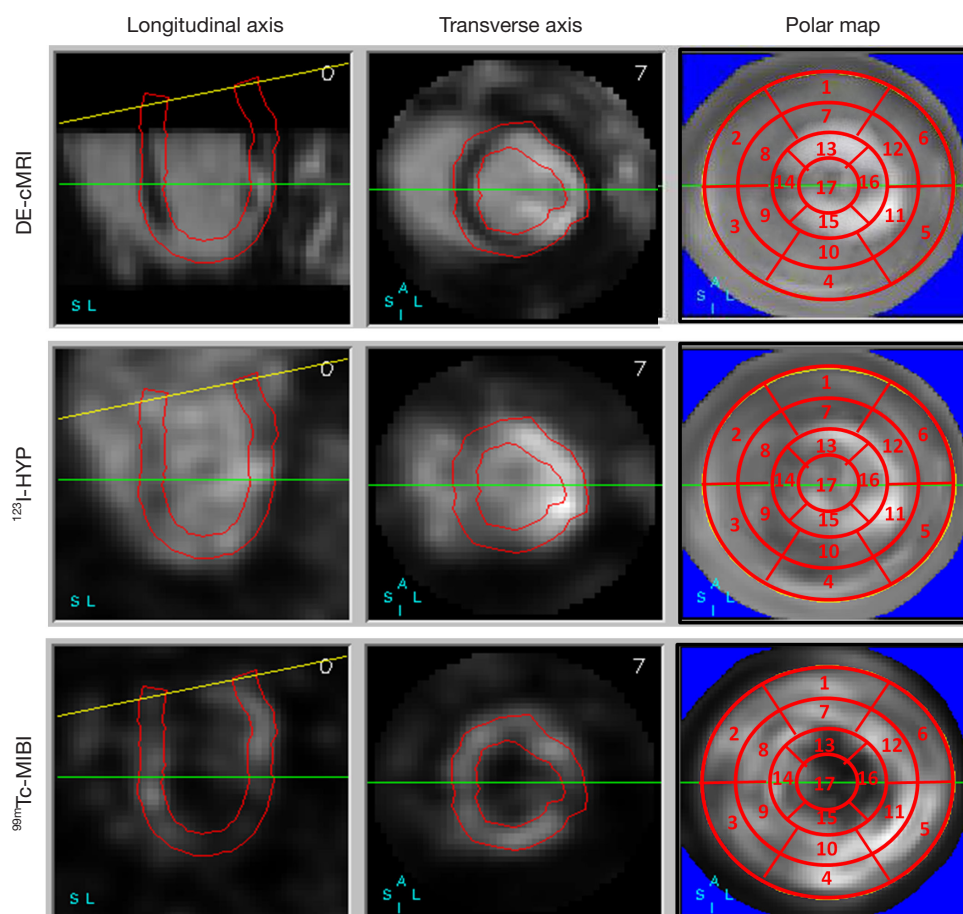 Longitudinal axis Transverse axis Polar map
DE-cMRI
0
S L
7
A
S L
I
1
2 7 6
13
8 12
14 17 16
3 9 11 5
15
10
4
A
S L
I
¹²³I-HYP
0
S L
7
A
S L
I
1
2 7 6
8 13 12
14 17 16
3 9 11 5
15
10
4
A
S L
I
⁹⁹ᵐTc-MIBI
0
S L
7
A
S L
I
1
2 7 6
8 13 12
14 17 16
3 9 11 5
15
10
4
A
S L
I